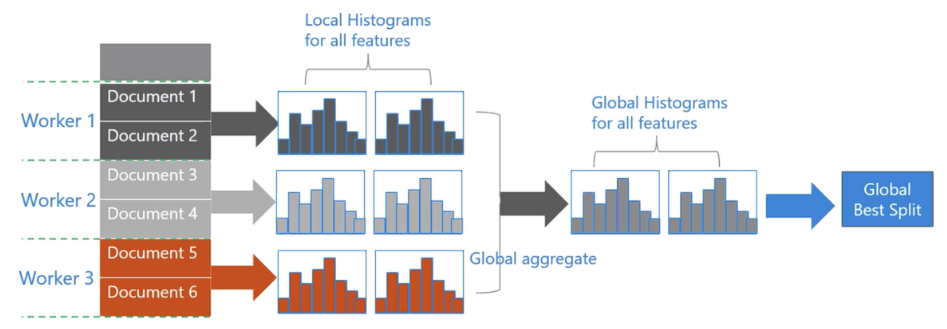 Local Histograms
for all features
Worker 1
Document 1
Document 2
Worker 2
Document 3
Document 4
Worker 3
Document 5
Document 6
Global aggregate
Global Histograms
for all features
Global
Best Split